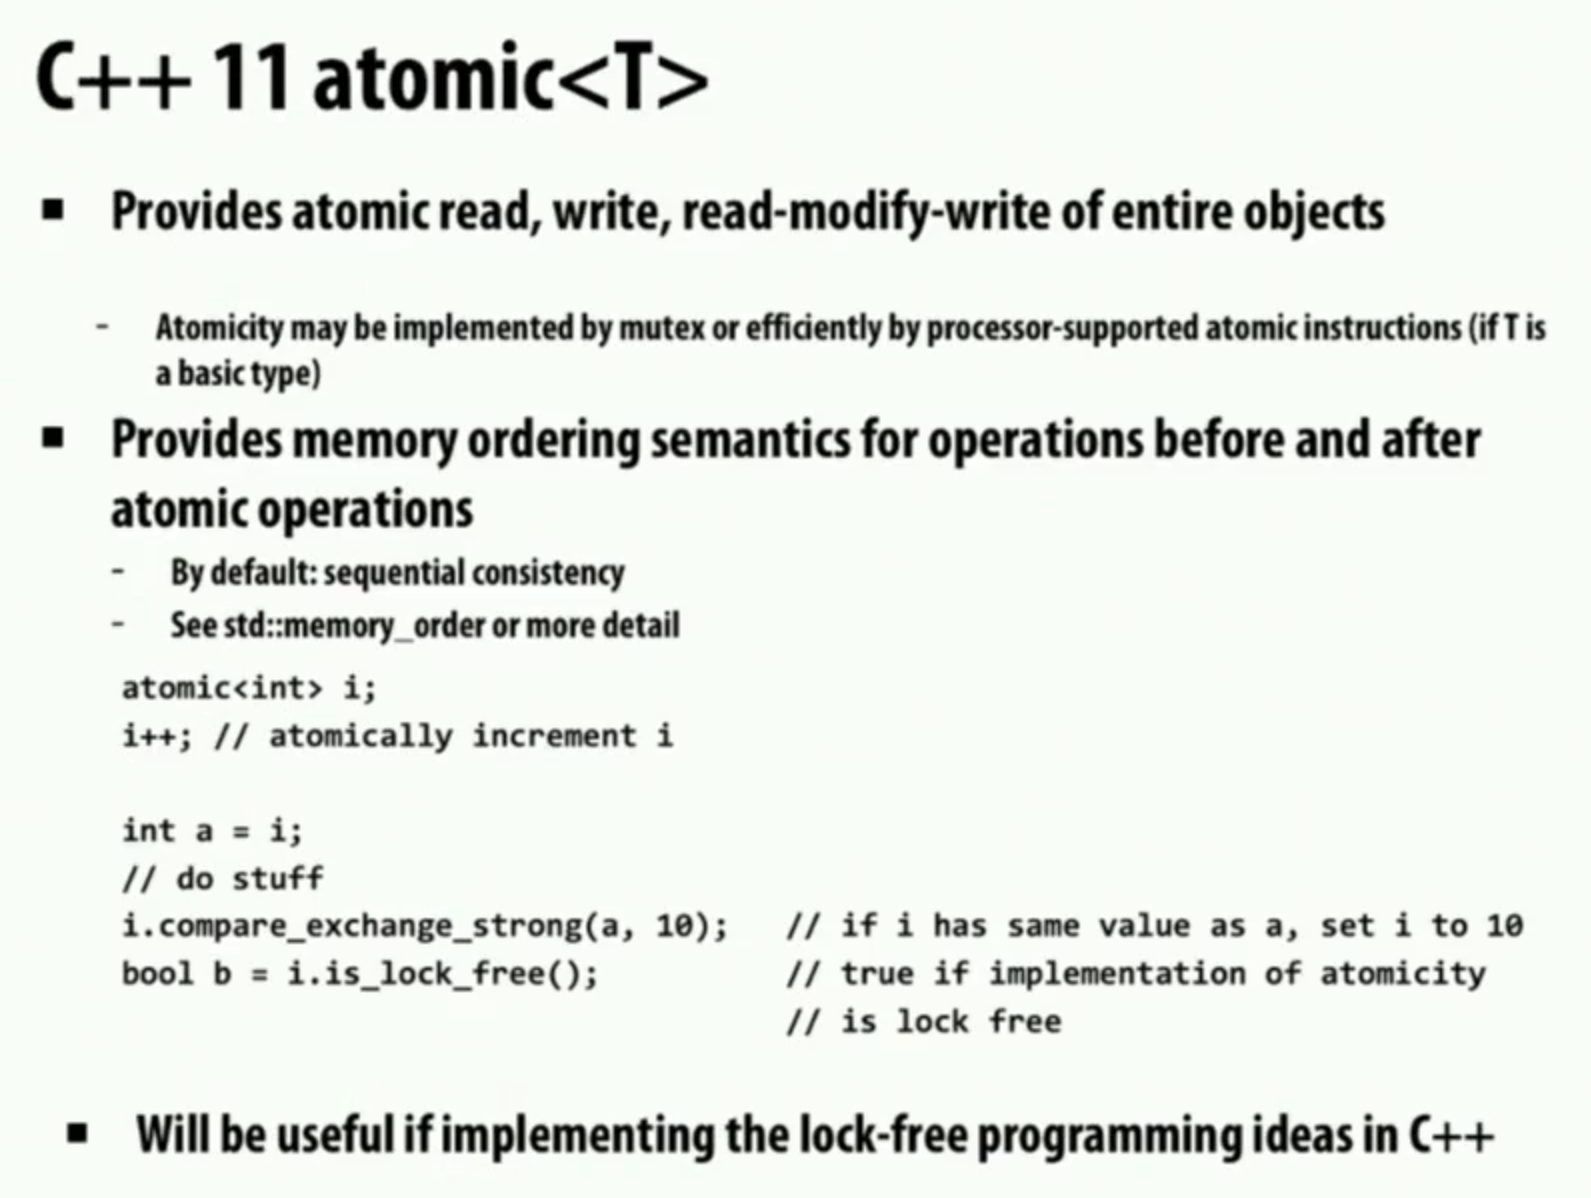 C++ 11 atomic<T>
▪ Provides atomic read, write, read-modify-write of entire objects
- Atomicity may be implemented by mutex or efficiently by processor-supported atomic instructions (if T is
a basic type)
▪ Provides memory ordering semantics for operations before and after
atomic operations
- By default: sequential consistency
- See std::memory_order or more detail
atomic<int> i;
i++; // atomically increment i
int a = i;
// do stuff
i.compare_exchange_strong(a, 10); // if i has same value as a, set i to 10
bool b = i.is_lock_free(); // true if implementation of atomicity
// is lock free
▪ Will be useful if implementing the lock-free programming ideas in C++